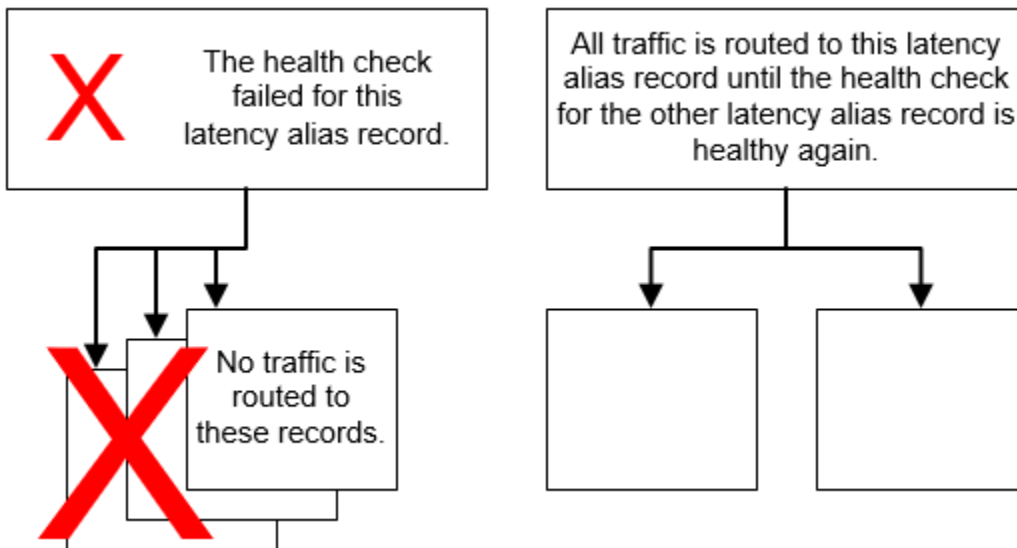 The health check
failed for this
latency alias record.
All traffic is routed to this latency
alias record until the health check
for the other latency alias record is
healthy again.
No traffic is
routed to
these records.